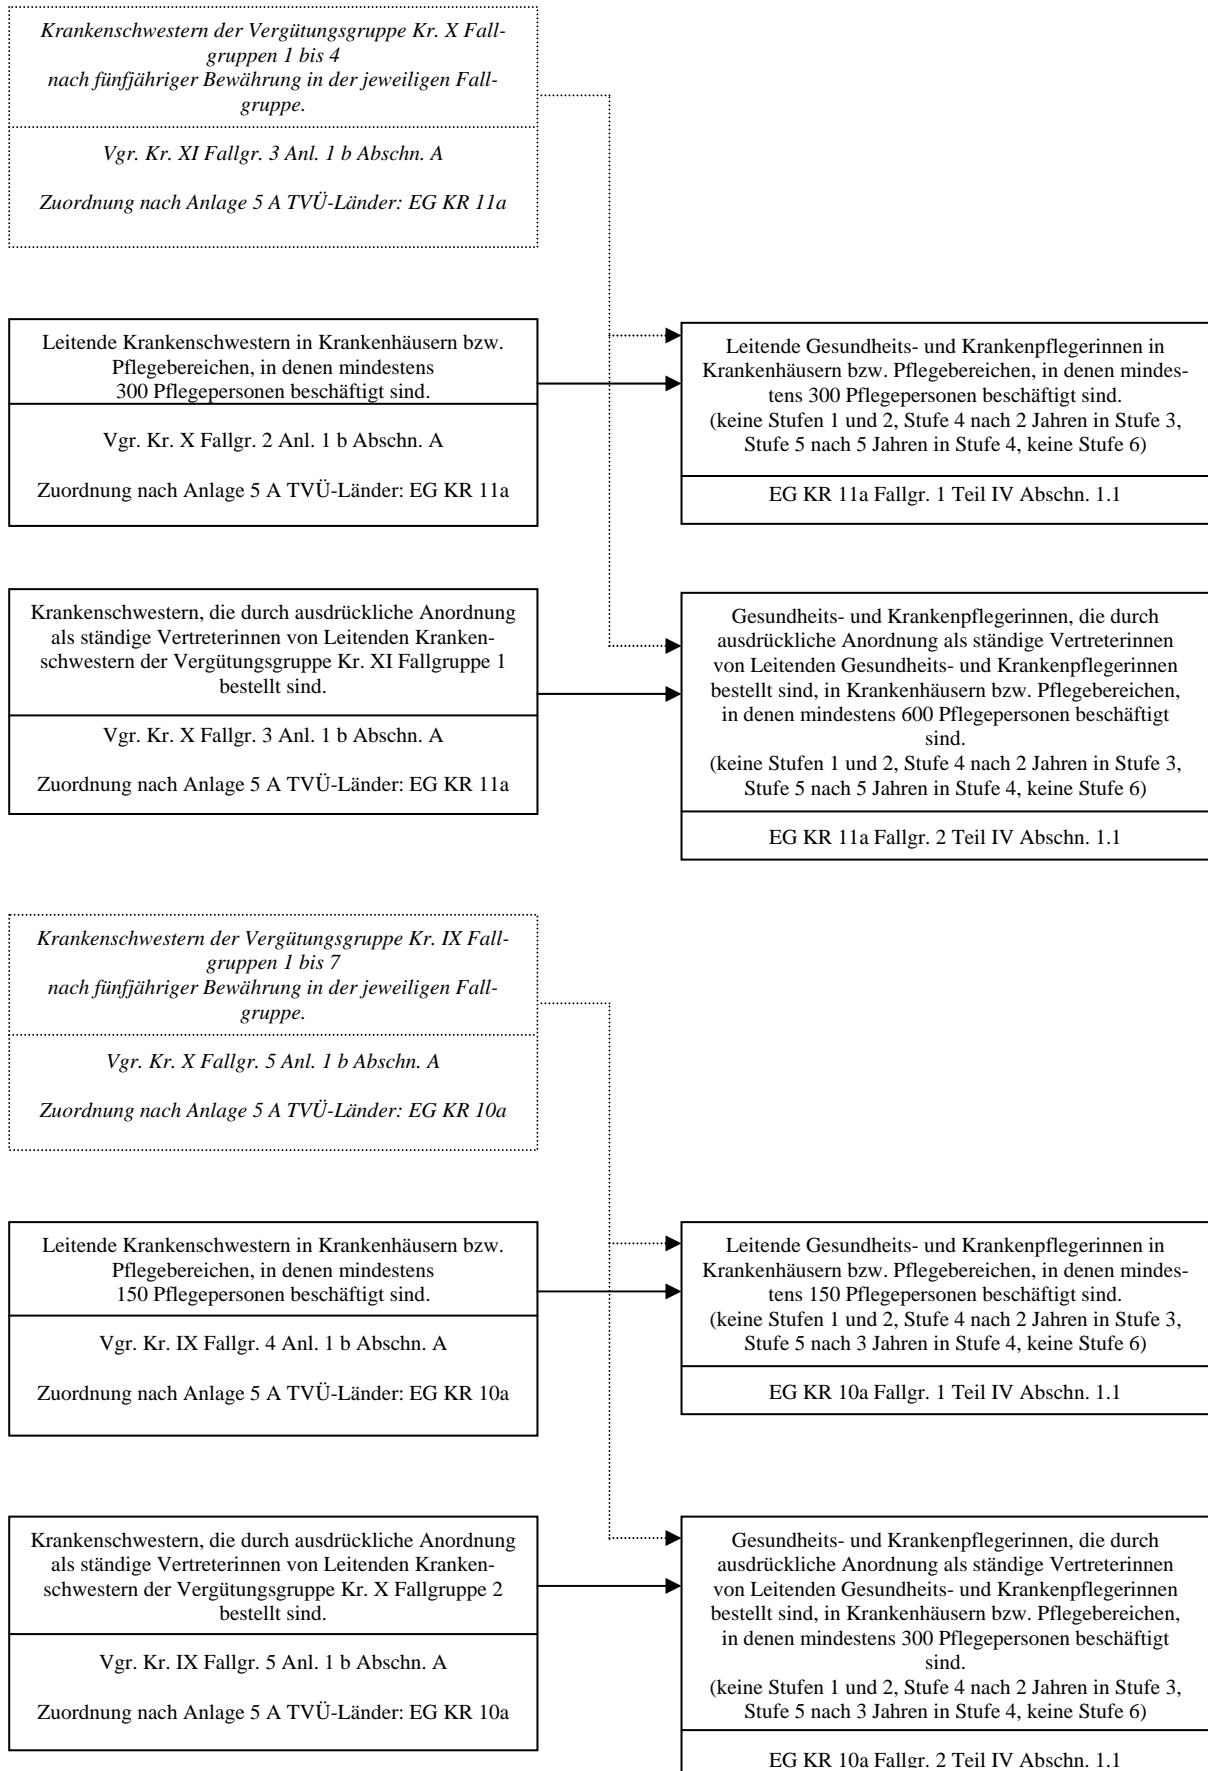 Krankenschwestern der Vergütungsgruppe Kr. X Fall-
gruppen 1 bis 4
nach fünfjähriger Bewährung in der jeweiligen Fall-
gruppe.
Vgr. Kr. XI Fallgr. 3 Anl. 1 b Abschn. A
Zuordnung nach Anlage 5 A TVÜ-Länder: EG KR 11a
Leitende Krankenschwestern in Krankenhäusern bzw.
Pflegebereichen, in denen mindestens
300 Pflegepersonen beschäftigt sind.
Vgr. Kr. X Fallgr. 2 Anl. 1 b Abschn. A
Zuordnung nach Anlage 5 A TVÜ-Länder: EG KR 11a
Leitende Gesundheits- und Krankenpflegerinnen in
Krankenhäusern bzw. Pflegebereichen, in denen mindes-
tens 300 Pflegepersonen beschäftigt sind.
(keine Stufen 1 und 2, Stufe 4 nach 2 Jahren in Stufe 3,
Stufe 5 nach 5 Jahren in Stufe 4, keine Stufe 6)
EG KR 11a Fallgr. 1 Teil IV Abschn. 1.1
Krankenschwestern, die durch ausdrückliche Anordnung
als ständige Vertreterinnen von Leitenden Kranken-
schwestern der Vergütungsgruppe Kr. XI Fallgruppe 1
bestellt sind.
Vgr. Kr. X Fallgr. 3 Anl. 1 b Abschn. A
Zuordnung nach Anlage 5 A TVÜ-Länder: EG KR 11a
Gesundheits- und Krankenpflegerinnen, die durch
ausdrückliche Anordnung als ständige Vertreterinnen
von Leitenden Gesundheits- und Krankenpflegerinnen
bestellt sind, in Krankenhäusern bzw. Pflegebereichen,
in denen mindestens 600 Pflegepersonen beschäftigt
sind.
(keine Stufen 1 und 2, Stufe 4 nach 2 Jahren in Stufe 3,
Stufe 5 nach 5 Jahren in Stufe 4, keine Stufe 6)
EG KR 11a Fallgr. 2 Teil IV Abschn. 1.1
Krankenschwestern der Vergütungsgruppe Kr. IX Fall-
gruppen 1 bis 7
nach fünfjähriger Bewährung in der jeweiligen Fall-
gruppe.
Vgr. Kr. X Fallgr. 5 Anl. 1 b Abschn. A
Zuordnung nach Anlage 5 A TVÜ-Länder: EG KR 10a
Leitende Krankenschwestern in Krankenhäusern bzw.
Pflegebereichen, in denen mindestens
150 Pflegepersonen beschäftigt sind.
Vgr. Kr. IX Fallgr. 4 Anl. 1 b Abschn. A
Zuordnung nach Anlage 5 A TVÜ-Länder: EG KR 10a
Leitende Gesundheits- und Krankenpflegerinnen in
Krankenhäusern bzw. Pflegebereichen, in denen mindes-
tens 150 Pflegepersonen beschäftigt sind.
(keine Stufen 1 und 2, Stufe 4 nach 2 Jahren in Stufe 3,
Stufe 5 nach 3 Jahren in Stufe 4, keine Stufe 6)
EG KR 10a Fallgr. 1 Teil IV Abschn. 1.1
Krankenschwestern, die durch ausdrückliche Anordnung
als ständige Vertreterinnen von Leitenden Kranken-
schwestern der Vergütungsgruppe Kr. X Fallgruppe 2
bestellt sind.
Vgr. Kr. IX Fallgr. 5 Anl. 1 b Abschn. A
Zuordnung nach Anlage 5 A TVÜ-Länder: EG KR 10a
Gesundheits- und Krankenpflegerinnen, die durch
ausdrückliche Anordnung als ständige Vertreterinnen
von Leitenden Gesundheits- und Krankenpflegerinnen
bestellt sind, in Krankenhäusern bzw. Pflegebereichen,
in denen mindestens 300 Pflegepersonen beschäftigt
sind.
(keine Stufen 1 und 2, Stufe 4 nach 2 Jahren in Stufe 3,
Stufe 5 nach 3 Jahren in Stufe 4, keine Stufe 6)
EG KR 10a Fallgr. 2 Teil IV Abschn. 1.1